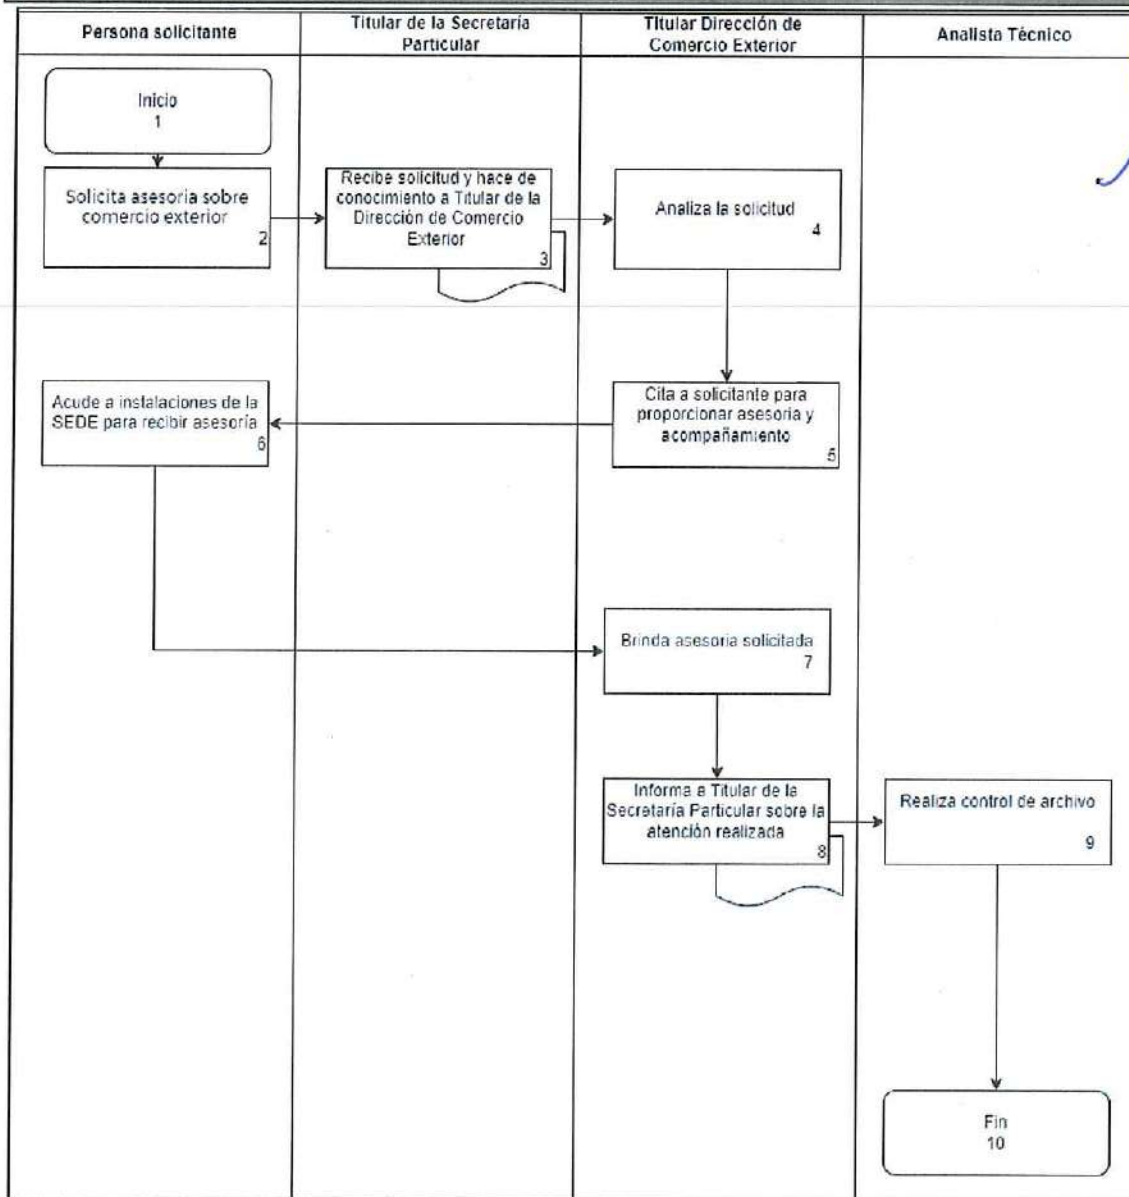 Persona solicitante
Titular de la Secretaría
Particular
Titular Dirección de
Comercio Exterior
Analista Técnico
Inicio
1
Solicita asesoria sobre
comercio exterior
2
Recibe solicitud y hace de
conocimiento a Titular de la
Dirección de Comercio
Exterior
3
Analiza la solicitud
4
Cita a solicitante para
proporcionar asesoria y
acompañamiento
5
Acude a instalaciones de la
SEDE para recibir asesoría
6
Brinda asesoria solicitada
7
Informa a Titular de la
Secretaría Particular sobre la
atención realizada
8
Realiza control de archivo
9
Fin
10